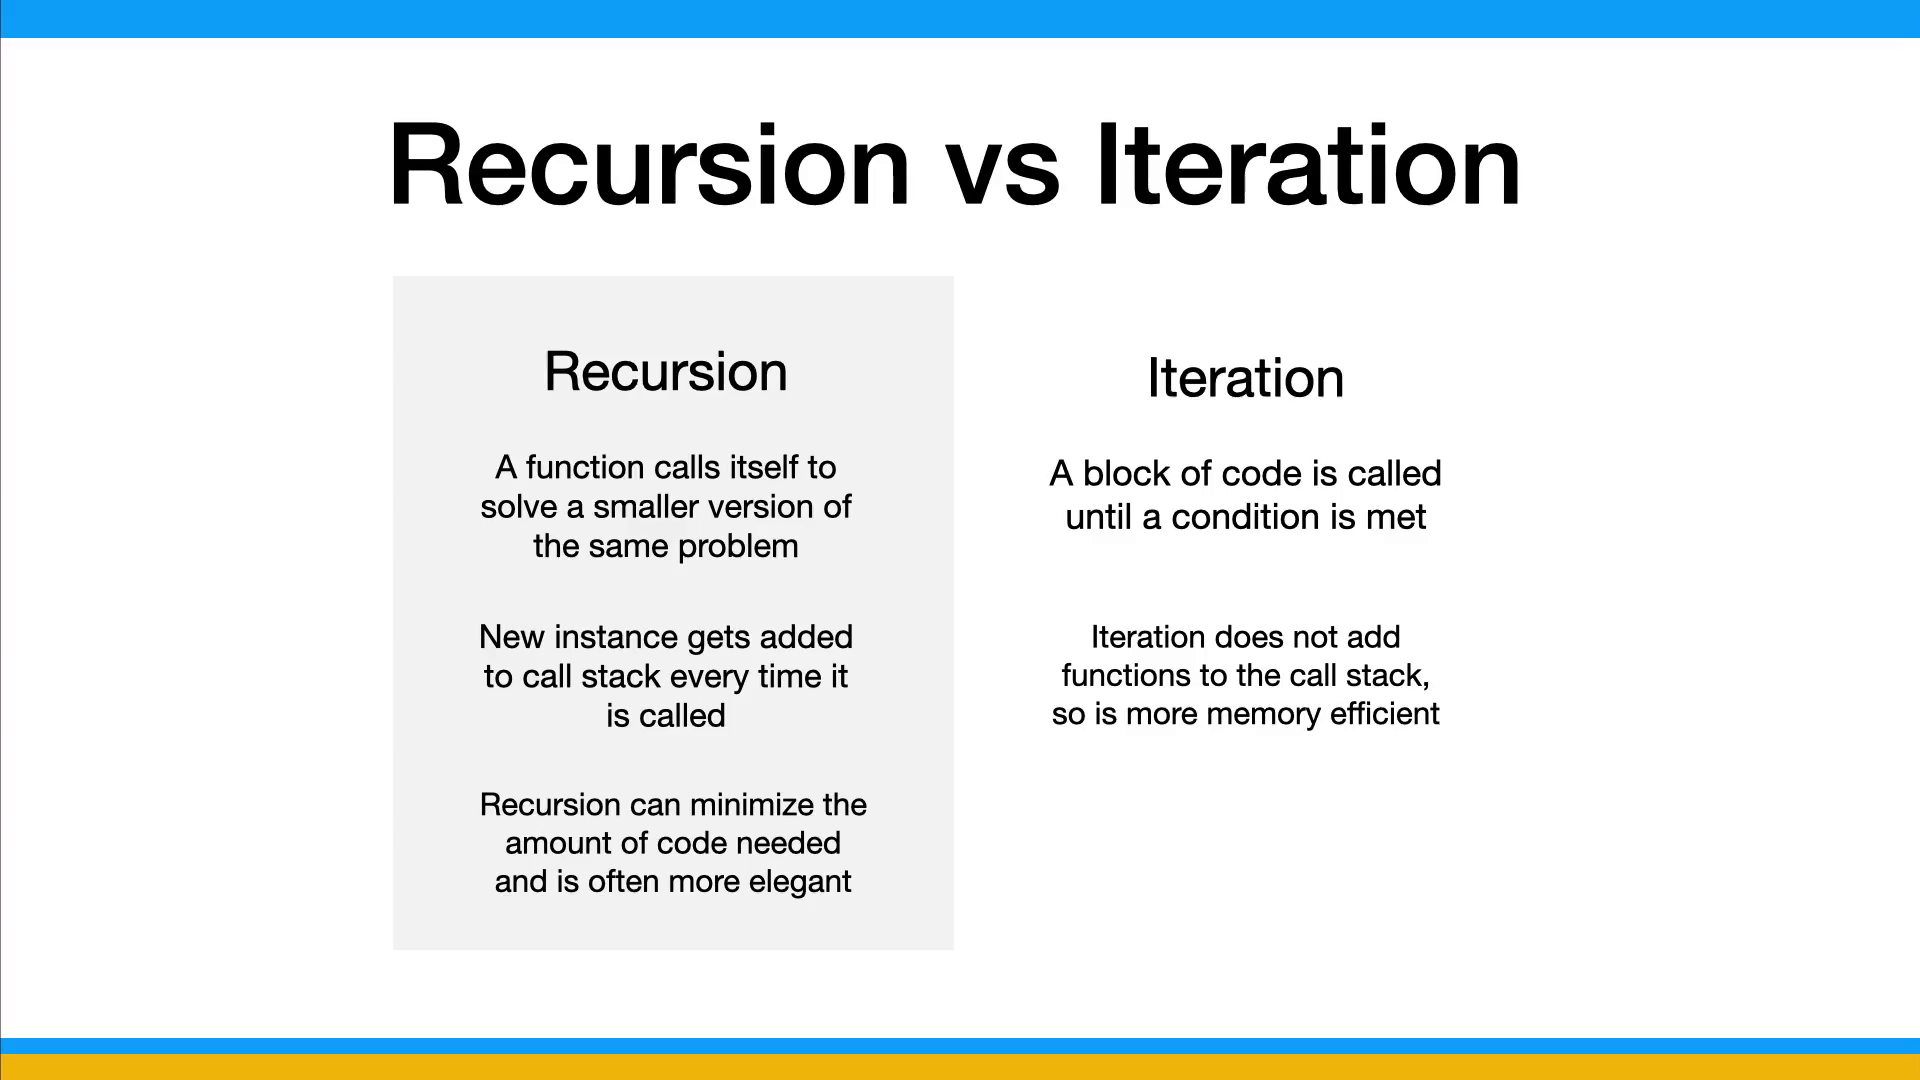 Recursion vs Iteration
Recursion
A function calls itself to
solve a smaller version of
the same problem
New instance gets added
to call stack every time it
is called
Recursion can minimize the
amount of code needed
and is often more elegant
Iteration
A block of code is called
until a condition is met
Iteration does not add
functions to the call stack,
so is more memory efficient